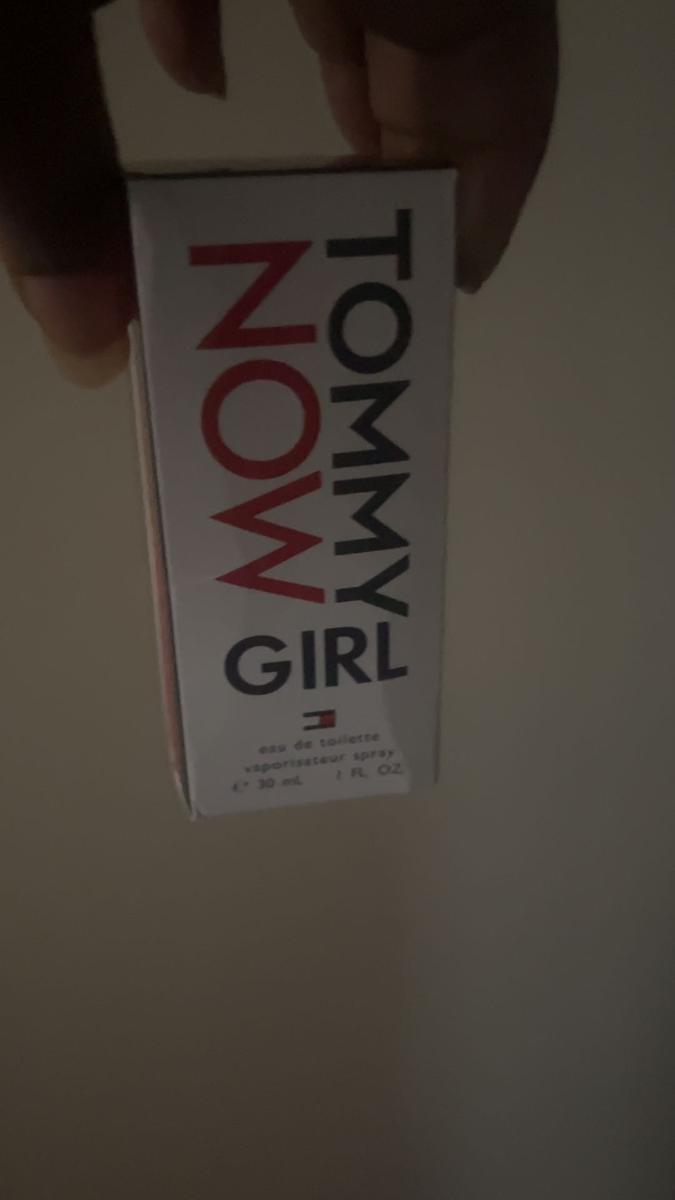 TOMMY
NOW
GIRL
eau de toilette
vaporisateur spray
e 30 mL 1 FL OZ